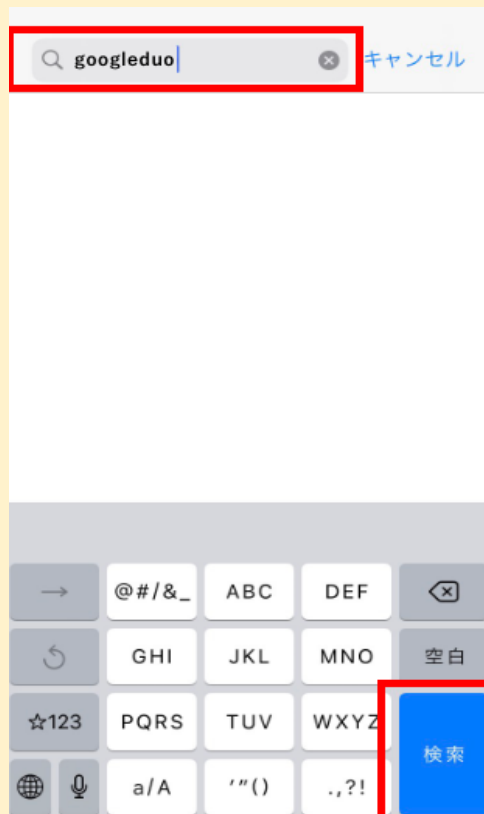 googleduo キャンセル
→ @#/&_ ABC DEF
GHI JKL MNO 空白
☆123 PQRS TUV WXYZ 検索
a/A ' " ( ) .,?!